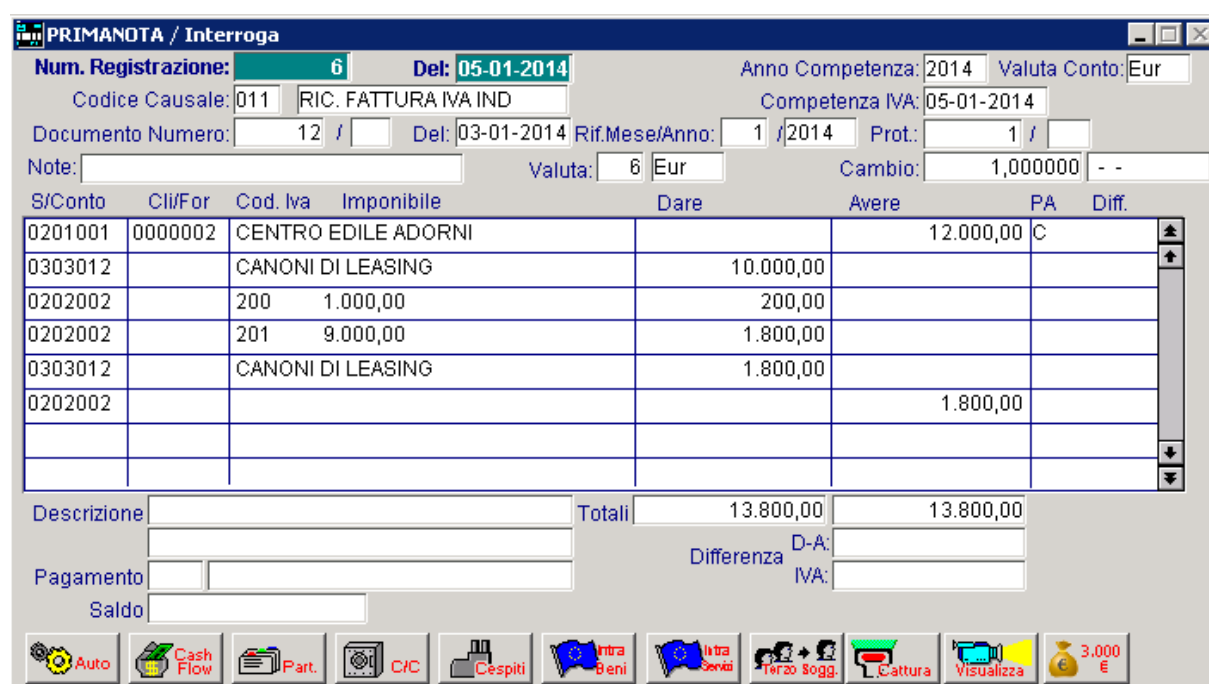 PRIMANOTA / Interroga
Num. Registrazione: 6 Del: 05-01-2014 Anno Competenza: 2014 Valuta Conto: Eur
Codice Causale: 011 RIC. FATTURA IVA IND Competenza IVA: 05-01-2014
Documento Numero: 12 / Del: 03-01-2014 Rif.Mese/Anno: 1 /2014 Prot.: 1 /
Note: Valuta: 6 Eur Cambio: 1,000000 - -
S/Conto Cli/For Cod. Iva Imponibile Dare Avere PA Diff.
0201001 0000002 CENTRO EDILE ADORNI 12.000,00 C
0303012 CANONI DI LEASING 10.000,00
0202002 200 1.000,00 200,00
0202002 201 9.000,00 1.800,00
0303012 CANONI DI LEASING 1.800,00
0202002 1.800,00
Descrizione Totali 13.800,00 13.800,00
Differenza D-A:
Pagamento IVA:
Saldo
Auto Cash Flow Part. C/C Cespiti Intra Beni Intra Servizi Terzo Sogg. Cattura Visualizza 3.000 €